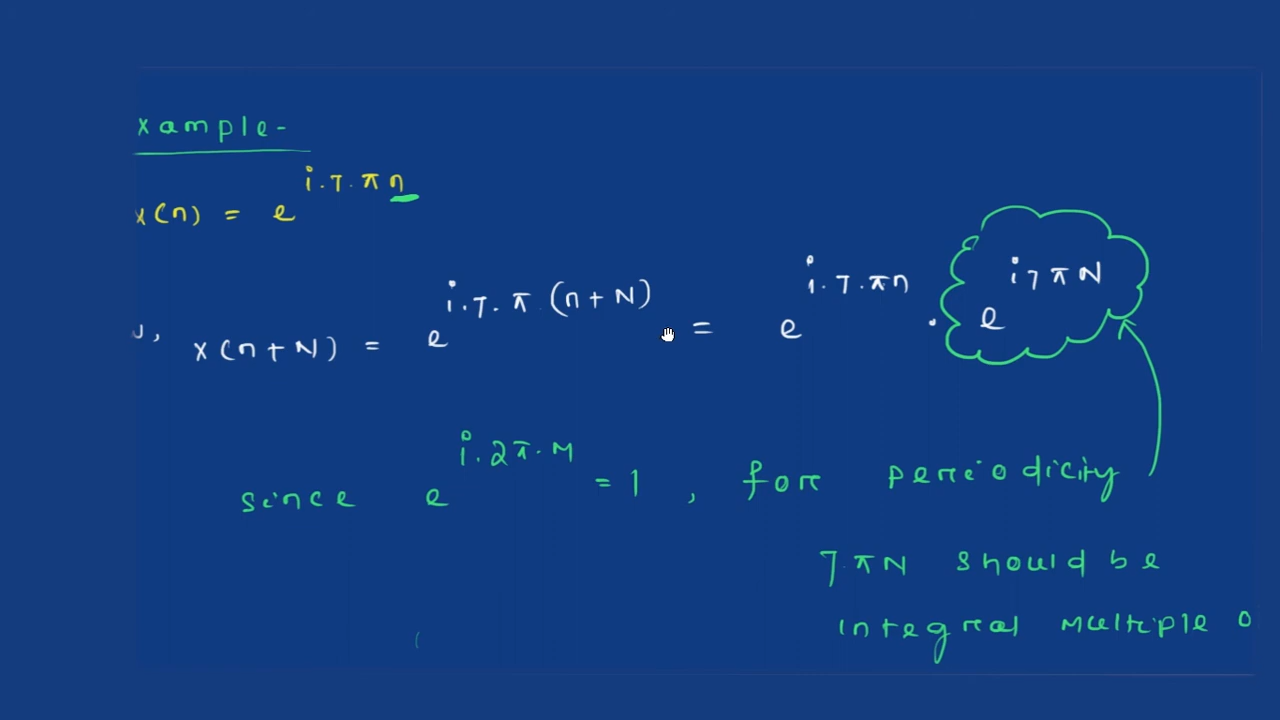 xample-
x(n) = e^{i.7.πn}
x(n+N) = e^{i.7.π.(n+N)} = e^{i.7.πn} . e^{i7πN}
since e^{i.2π.M} = 1, for periodicity
7.πN should be
integral multiple o